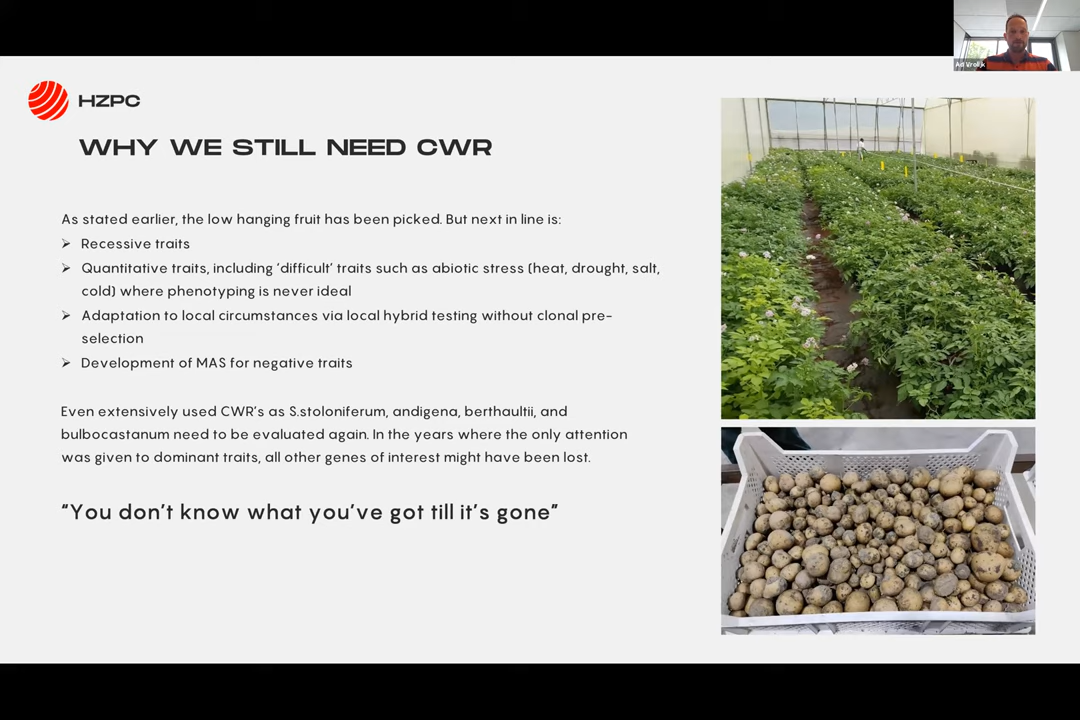 Ad Vrolijk
HZPC
WHY WE STILL NEED CWR
As stated earlier, the low hanging fruit has been picked. But next in line is:
➢ Recessive traits
➢ Quantitative traits, including ‘difficult’ traits such as abiotic stress (heat, drought, salt,
cold) where phenotyping is never ideal
➢ Adaptation to local circumstances via local hybrid testing without clonal pre-
selection
➢ Development of MAS for negative traits
Even extensively used CWR’s as S.stoloniferum, andigena, berthaultii, and
bulbocastanum need to be evaluated again. In the years where the only attention
was given to dominant traits, all other genes of interest might have been lost.
“You don’t know what you’ve got till it’s gone”